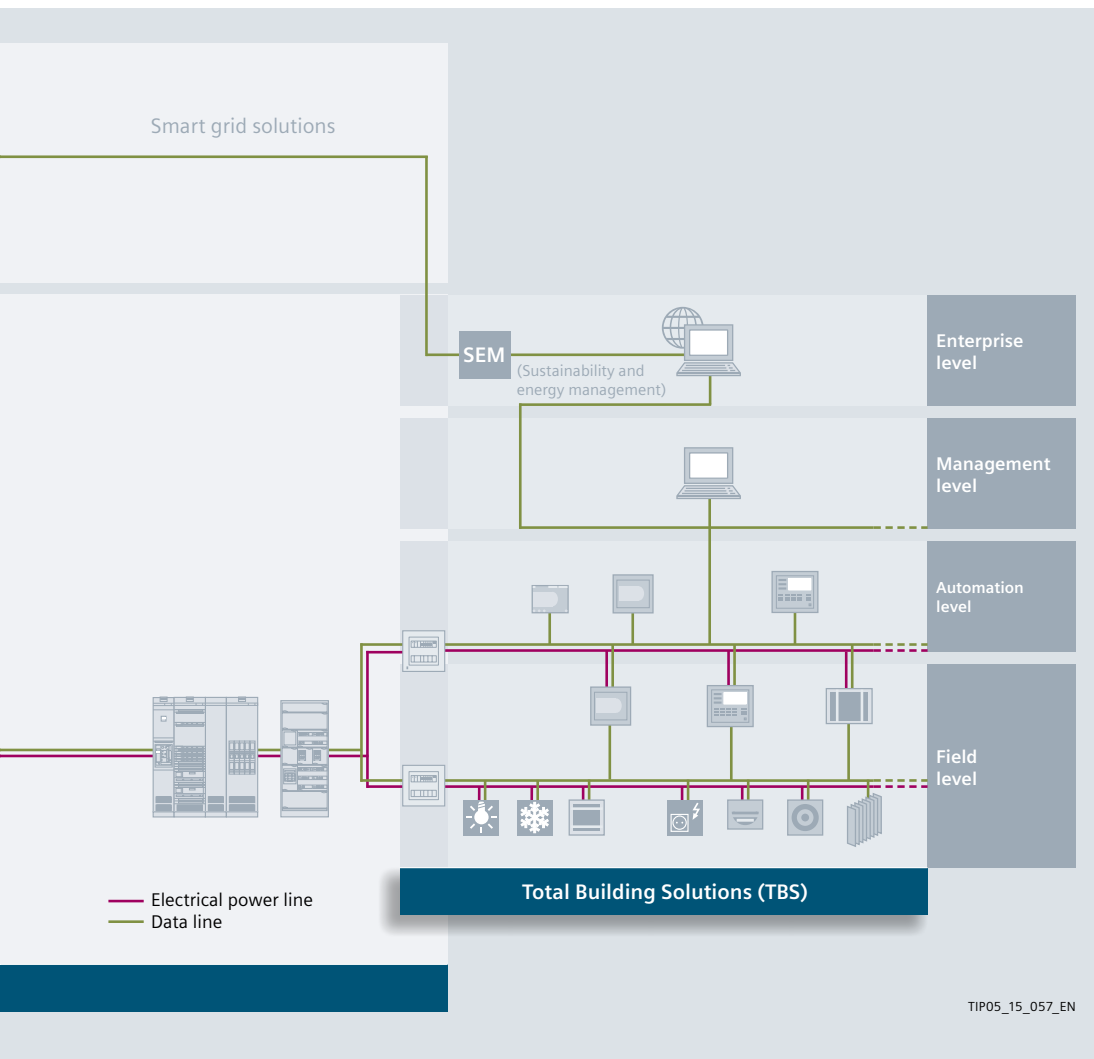 Smart grid solutions
SEM
(Sustainability and
energy management)
Enterprise
level
Management
level
Automation
level
Field
level
Total Building Solutions (TBS)
Electrical power line
Data line
TIP05_15_057_EN